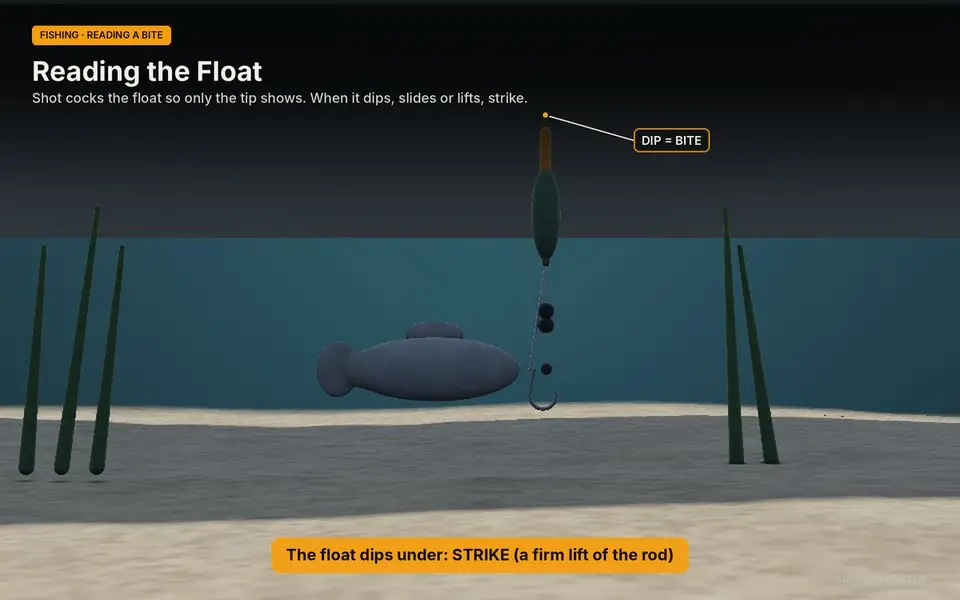 FISHING · READING A BITE
Reading the Float
Shot cocks the float so only the tip shows. When it dips, slides or lifts, strike.
DIP = BITE
The float dips under: STRIKE (a firm lift of the rod)